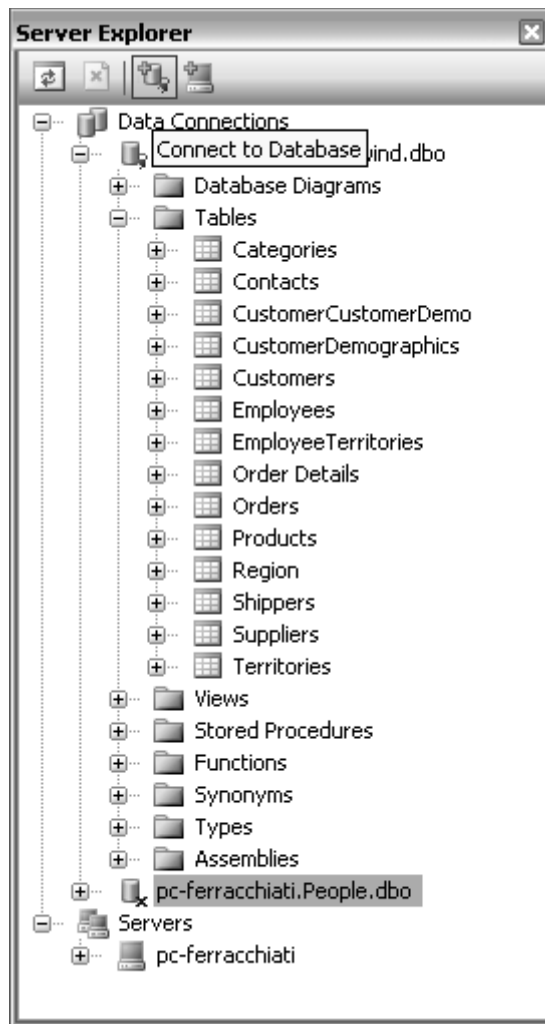 Server Explorer
Data Connections
Connect to Database
wind.dbo
Database Diagrams
Tables
Categories
Contacts
CustomerCustomerDemo
CustomerDemographics
Customers
Employees
EmployeeTerritories
Order Details
Orders
Products
Region
Shippers
Suppliers
Territories
Views
Stored Procedures
Functions
Synonyms
Types
Assemblies
pc-ferracchiati.People.dbo
Servers
pc-ferracchiati